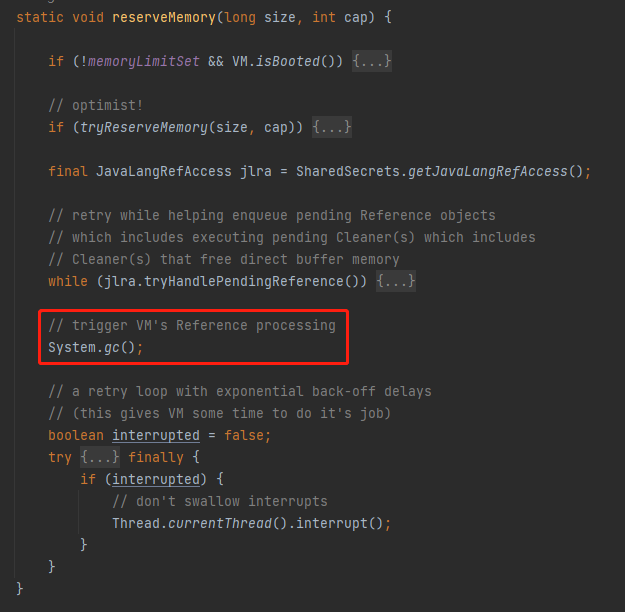 static void reserveMemory(long size, int cap) {
if (!memoryLimitSet && VM.isBooted()) {...}
// optimist!
if (tryReserveMemory(size, cap)) {...}
final JavaLangRefAccess jlra = SharedSecrets.getJavaLangRefAccess();
// retry while helping enqueue pending Reference objects
// which includes executing pending Cleaner(s) which includes
// Cleaner(s) that free direct buffer memory
while (jlra.tryHandlePendingReference()) {...}
// trigger VM's Reference processing
System.gc();
// a retry loop with exponential back-off delays
// (this gives VM some time to do it's job)
boolean interrupted = false;
try {...} finally {
if (interrupted) {
// don't swallow interrupts
Thread.currentThread().interrupt();
}
}
}